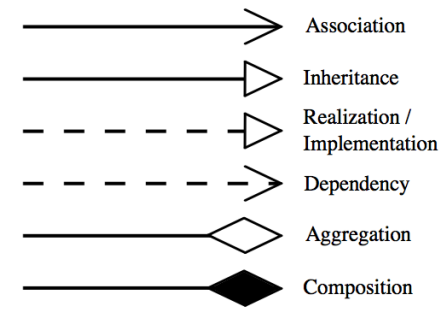 Association
Inheritance
Realization /
Implementation
Dependency
Aggregation
Composition